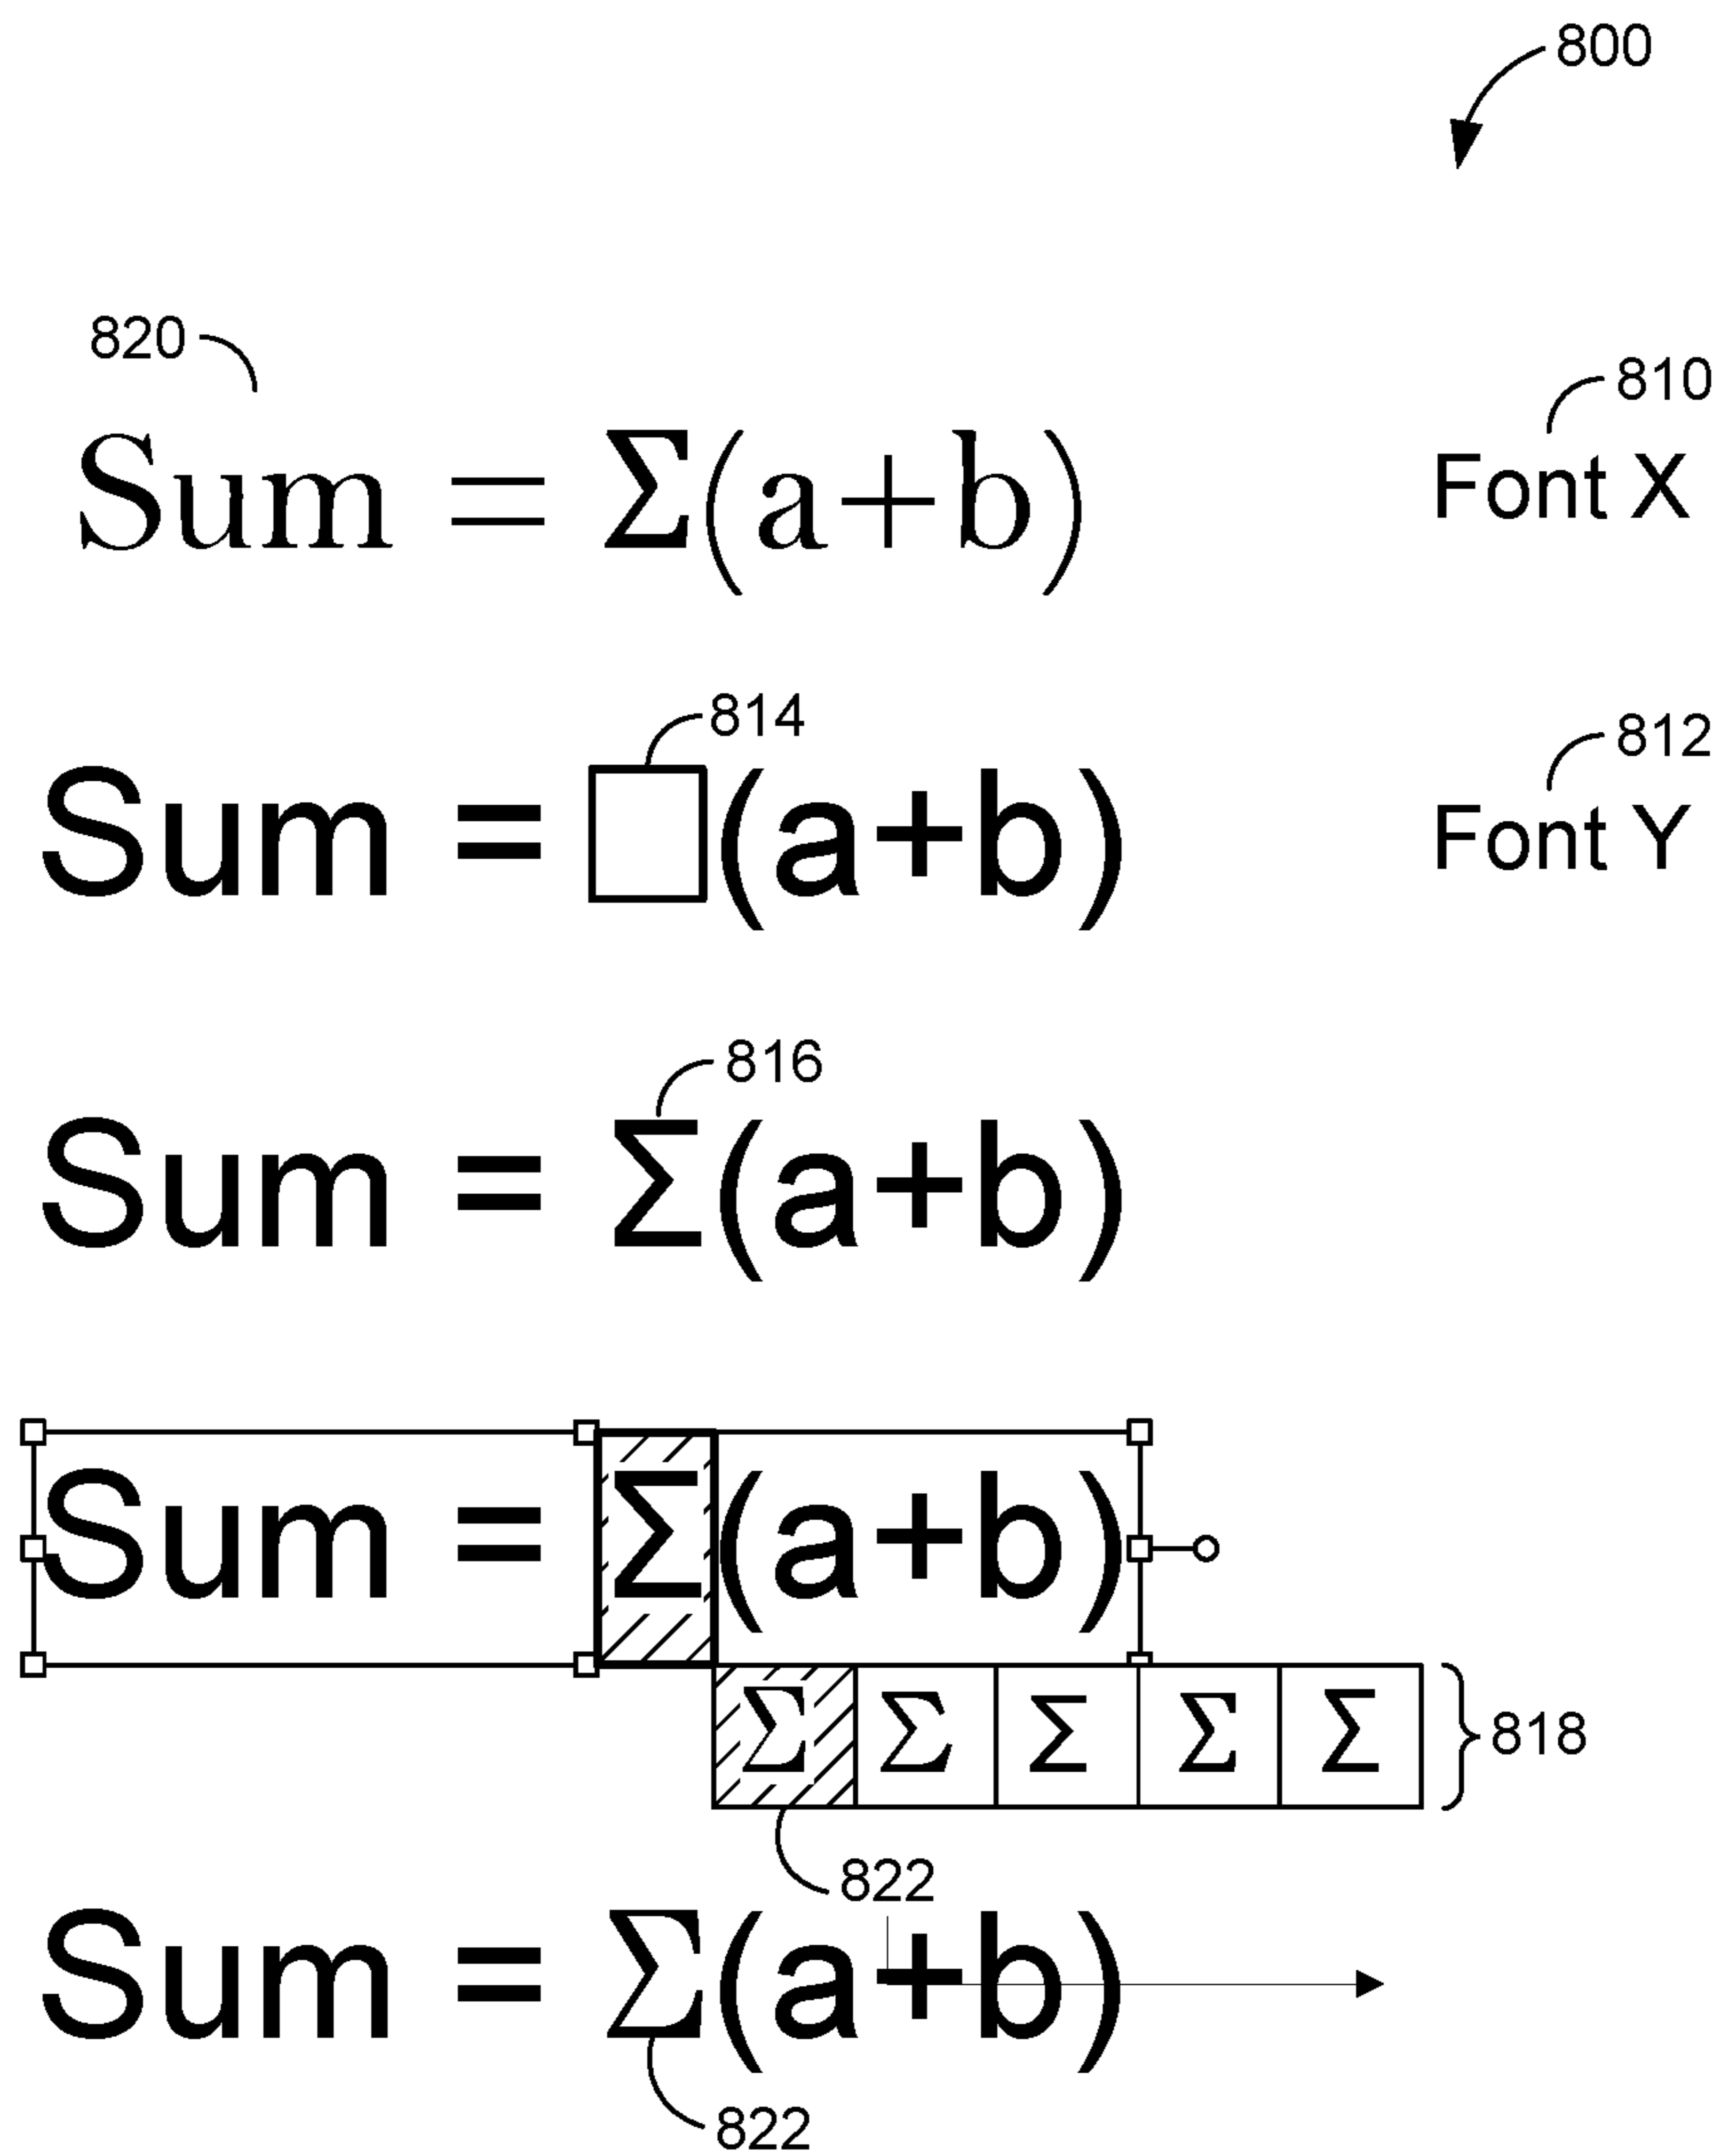 800
820
810
Sum = Σ(a+b) Font X
814
812
Sum = □(a+b) Font Y
816
Sum = Σ(a+b)
Sum = Σ(a+b)
Σ Σ Σ Σ Σ 818
822
Sum = Σ(a+b)
822